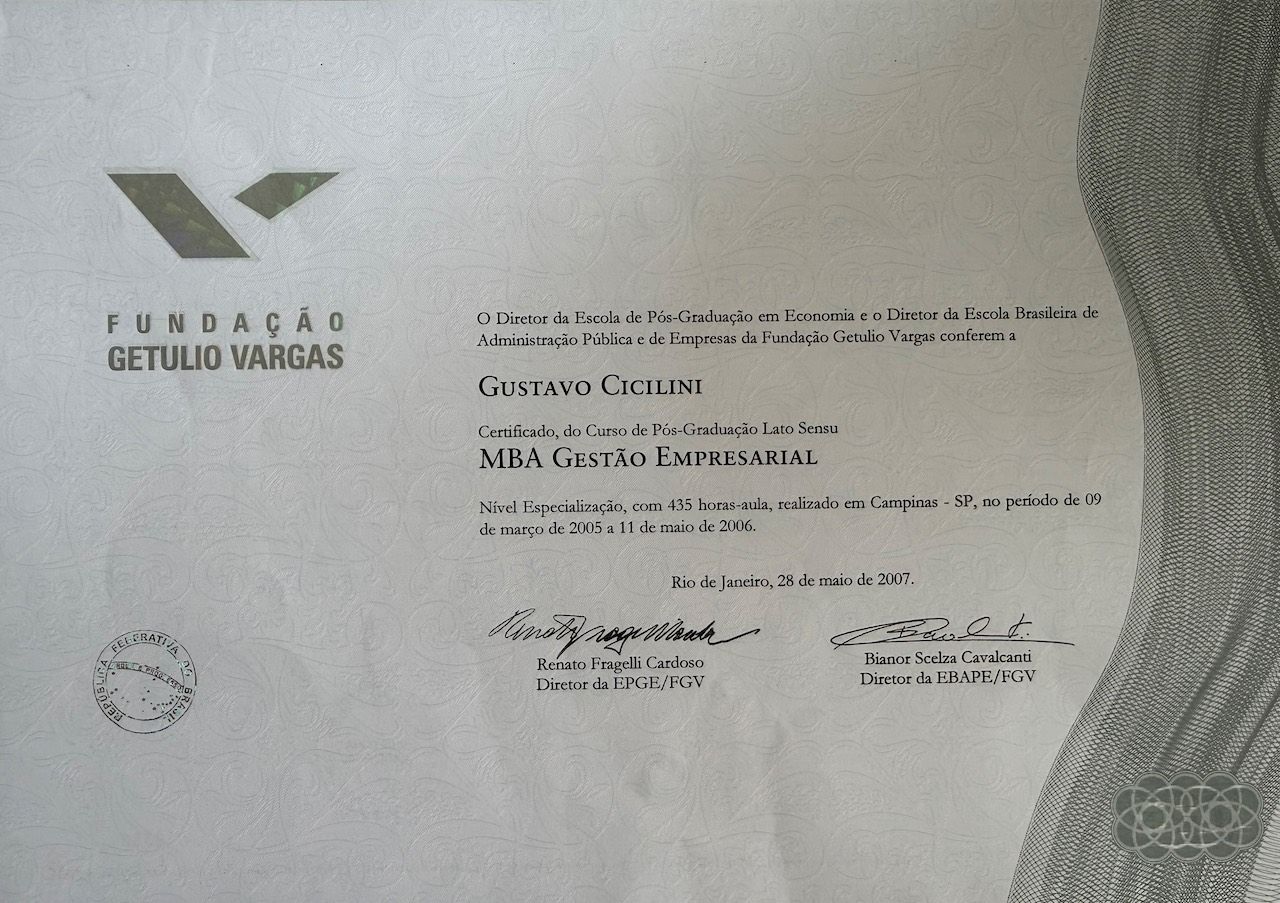 FUNDAÇÃO
GETULIO VARGAS
O Diretor da Escola de Pós-Graduação em Economia e o Diretor da Escola Brasileira de
Administração Pública e de Empresas da Fundação Getulio Vargas conferem a
GUSTAVO CICILINI
Certificado, do Curso de Pós-Graduação Lato Sensu
MBA GESTÃO EMPRESARIAL
Nível Especialização, com 435 horas-aula, realizado em Campinas - SP, no período de 09
de março de 2005 a 11 de maio de 2006.
Rio de Janeiro, 28 de maio de 2007.
Renato Fragelli Cardoso
Diretor da EPGE/FGV
Bianor Scelza Cavalcanti
Diretor da EBAPE/FGV
REPÚBLICA FEDERATIVA DO BRASIL